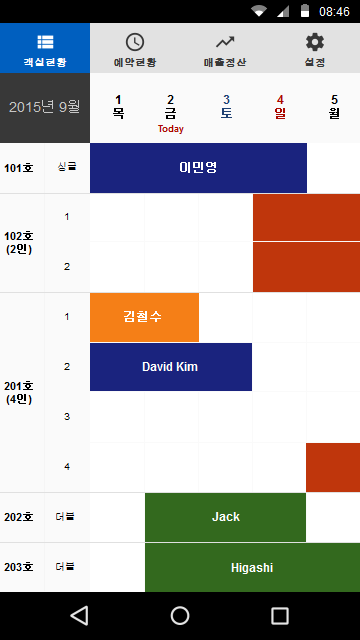 08:46
객실현황
예약현황
매출정산
설정
2015년 9월
1 2 3 4 5
목 금 토 일 월
Today
101호 싱글 이민영
102호
(2인)
1
2
201호
(4인)
1 김철수
2 David Kim
3
4
202호 더블 Jack
203호 더블 Higashi